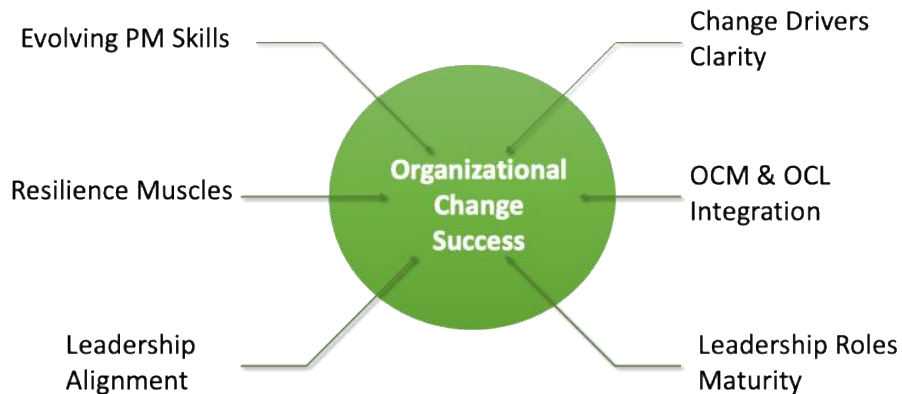 Evolving PM Skills
Change Drivers
Clarity
Resilience Muscles
Organizational
Change
Success
OCM & OCL
Integration
Leadership
Alignment
Leadership Roles
Maturity